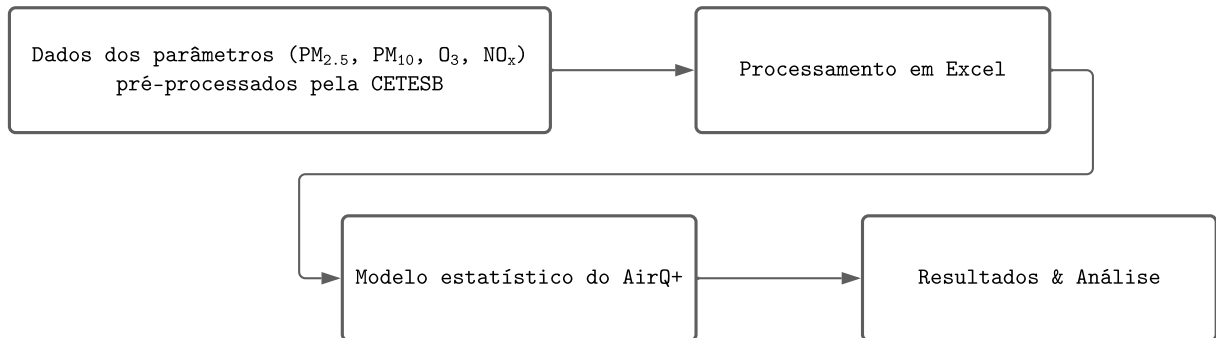 Dados dos parâmetros (PM₂.₅, PM₁₀, O₃, NOₓ)
pré-processados pela CETESB
Processamento em Excel
Modelo estatístico do AirQ+
Resultados & Análise